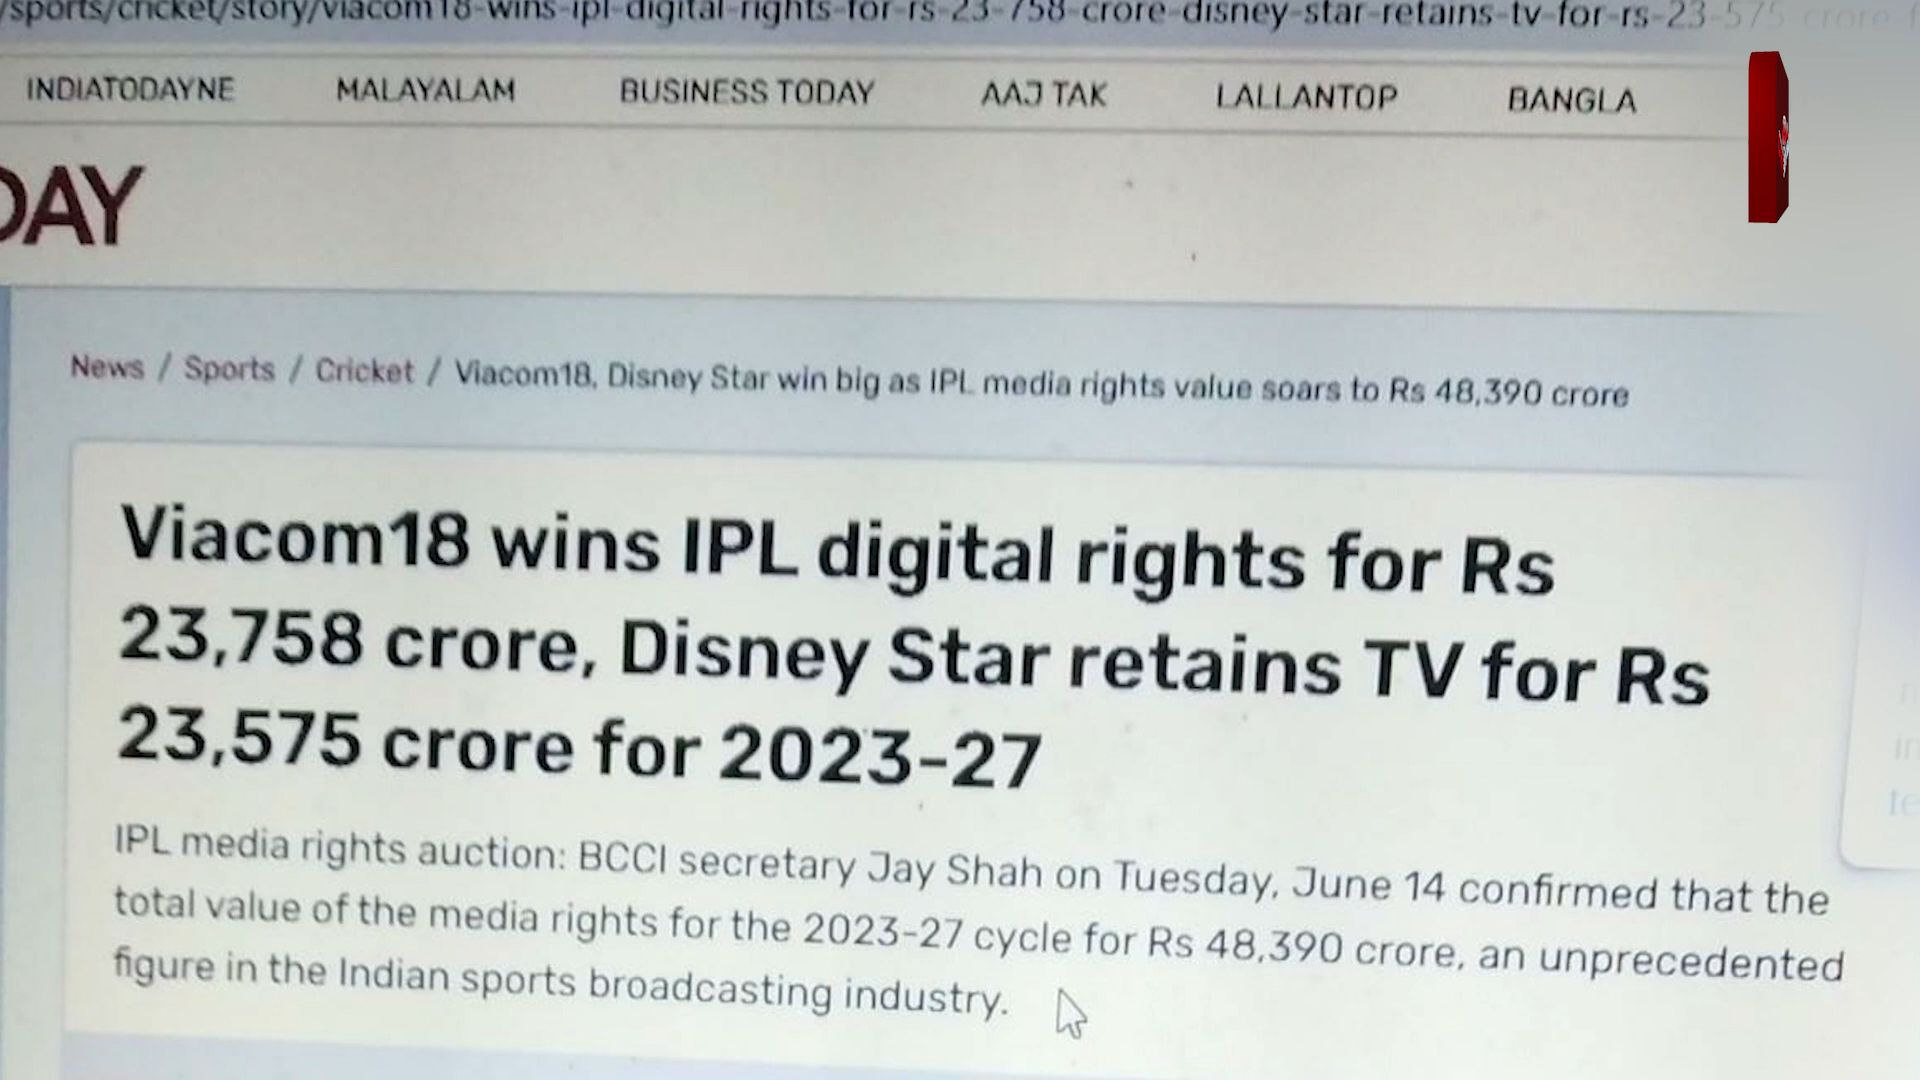 /sports/cricket/story/viacom18-wins-ipl-digital-rights-for-rs-23-758-crore-disney-star-retains-tv-for-rs-23-575-crore-f
INDIATODAYNE MALAYALAM BUSINESS TODAY AAJ TAK LALLANTOP BANGLA
DAY
News / Sports / Cricket / Viacom18, Disney Star win big as IPL media rights value soars to Rs 48,390 crore
Viacom18 wins IPL digital rights for Rs
23,758 crore, Disney Star retains TV for Rs
23,575 crore for 2023-27
IPL media rights auction: BCCI secretary Jay Shah on Tuesday, June 14 confirmed that the
total value of the media rights for the 2023-27 cycle for Rs 48,390 crore, an unprecedented
figure in the Indian sports broadcasting industry.